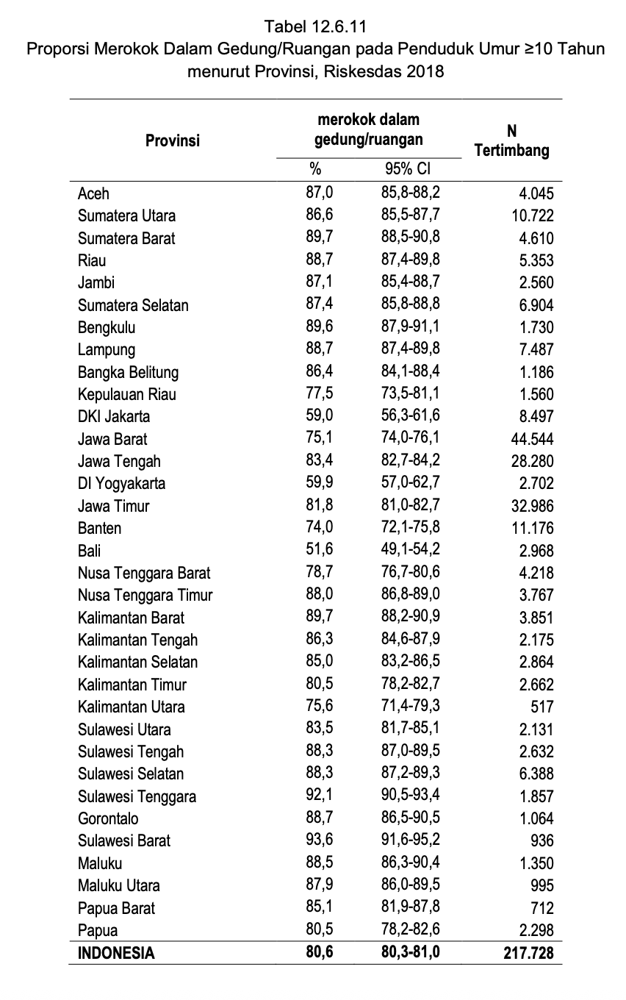 Tabel 12.6.11
Proporsi Merokok Dalam Gedung/Ruangan pada Penduduk Umur ≥10 Tahun
menurut Provinsi, Riskesdas 2018
Provinsi merokok dalam gedung/ruangan N Tertimbang
% 95% CI
Aceh 87,0 85,8-88,2 4.045
Sumatera Utara 86,6 85,5-87,7 10.722
Sumatera Barat 89,7 88,5-90,8 4.610
Riau 88,7 87,4-89,8 5.353
Jambi 87,1 85,4-88,7 2.560
Sumatera Selatan 87,4 85,8-88,8 6.904
Bengkulu 89,6 87,9-91,1 1.730
Lampung 88,7 87,4-89,8 7.487
Bangka Belitung 86,4 84,1-88,4 1.186
Kepulauan Riau 77,5 73,5-81,1 1.560
DKI Jakarta 59,0 56,3-61,6 8.497
Jawa Barat 75,1 74,0-76,1 44.544
Jawa Tengah 83,4 82,7-84,2 28.280
DI Yogyakarta 59,9 57,0-62,7 2.702
Jawa Timur 81,8 81,0-82,7 32.986
Banten 74,0 72,1-75,8 11.176
Bali 51,6 49,1-54,2 2.968
Nusa Tenggara Barat 78,7 76,7-80,6 4.218
Nusa Tenggara Timur 88,0 86,8-89,0 3.767
Kalimantan Barat 89,7 88,2-90,9 3.851
Kalimantan Tengah 86,3 84,6-87,9 2.175
Kalimantan Selatan 85,0 83,2-86,5 2.864
Kalimantan Timur 80,5 78,2-82,7 2.662
Kalimantan Utara 75,6 71,4-79,3 517
Sulawesi Utara 83,5 81,7-85,1 2.131
Sulawesi Tengah 88,3 87,0-89,5 2.632
Sulawesi Selatan 88,3 87,2-89,3 6.388
Sulawesi Tenggara 92,1 90,5-93,4 1.857
Gorontalo 88,7 86,5-90,5 1.064
Sulawesi Barat 93,6 91,6-95,2 936
Maluku 88,5 86,3-90,4 1.350
Maluku Utara 87,9 86,0-89,5 995
Papua Barat 85,1 81,9-87,8 712
Papua 80,5 78,2-82,6 2.298
INDONESIA 80,6 80,3-81,0 217.728